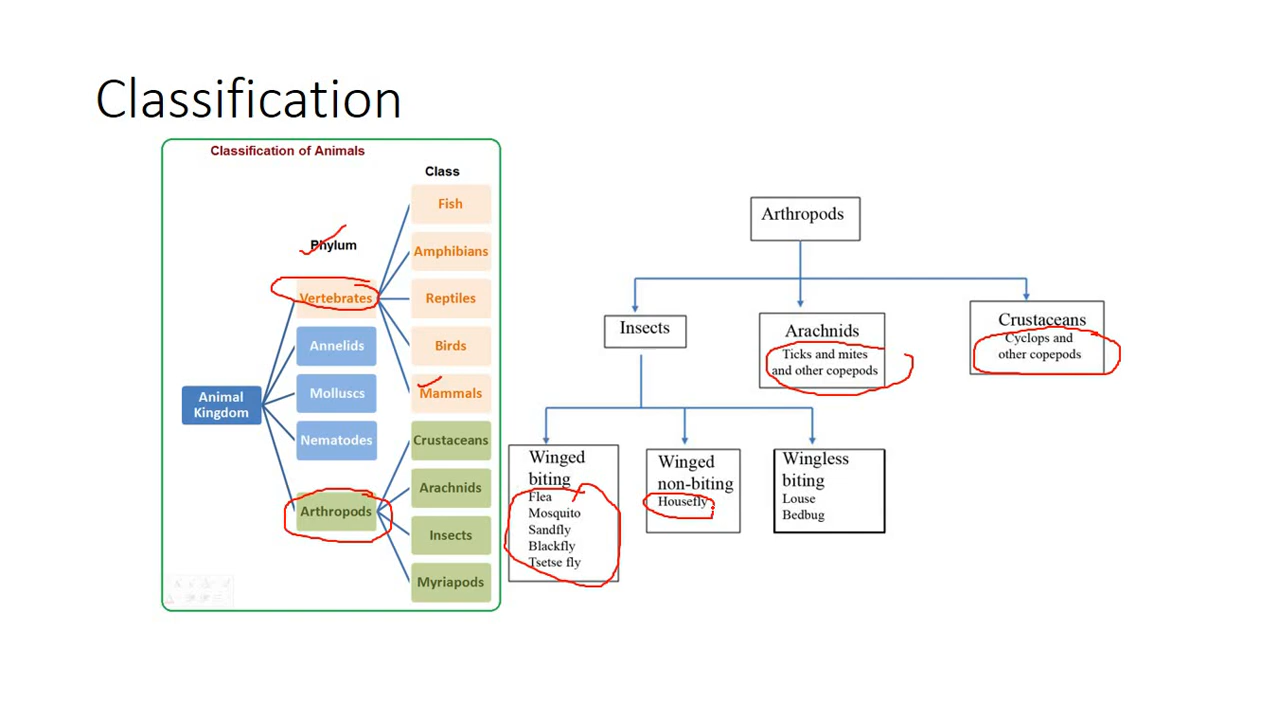 Classification
Classification of Animals
Class
Phylum
Fish
Amphibians
Vertebrates
Reptiles
Annelids
Birds
Animal
Kingdom
Molluscs
Mammals
Nematodes
Crustaceans
Arachnids
Arthropods
Insects
Myriapods
Arthropods
Insects
Arachnids
Ticks and mites
and other copepods
Crustaceans
Cyclops and
other copepods
Winged
biting
Flea
Mosquito
Sandfly
Blackfly
Tsetse fly
Winged
non-biting
Housefly
Wingless
biting
Louse
Bedbug